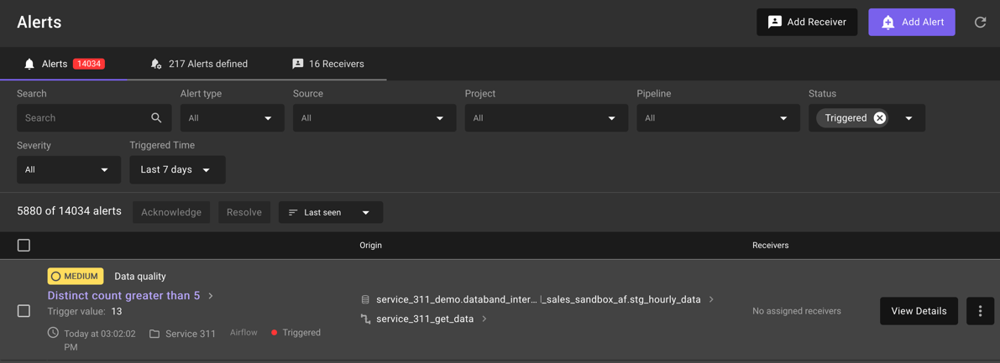 Alerts
Add Receiver
Add Alert
Alerts 14034
217 Alerts defined
16 Receivers
Search
Alert type
Source
Project
Pipeline
Status
Search
All
All
All
All
Triggered
Severity
Triggered Time
All
Last 7 days
5880 of 14034 alerts
Acknowledge
Resolve
Last seen
Origin
Receivers
MEDIUM
Data quality
Distinct count greater than 5
Trigger value: 13
Today at 03:02:02
PM
Service 311
Airflow
Triggered
service_311_demo.databand_inter... l_sales_sandbox_af.stg_hourly_data
service_311_get_data
No assigned receivers
View Details